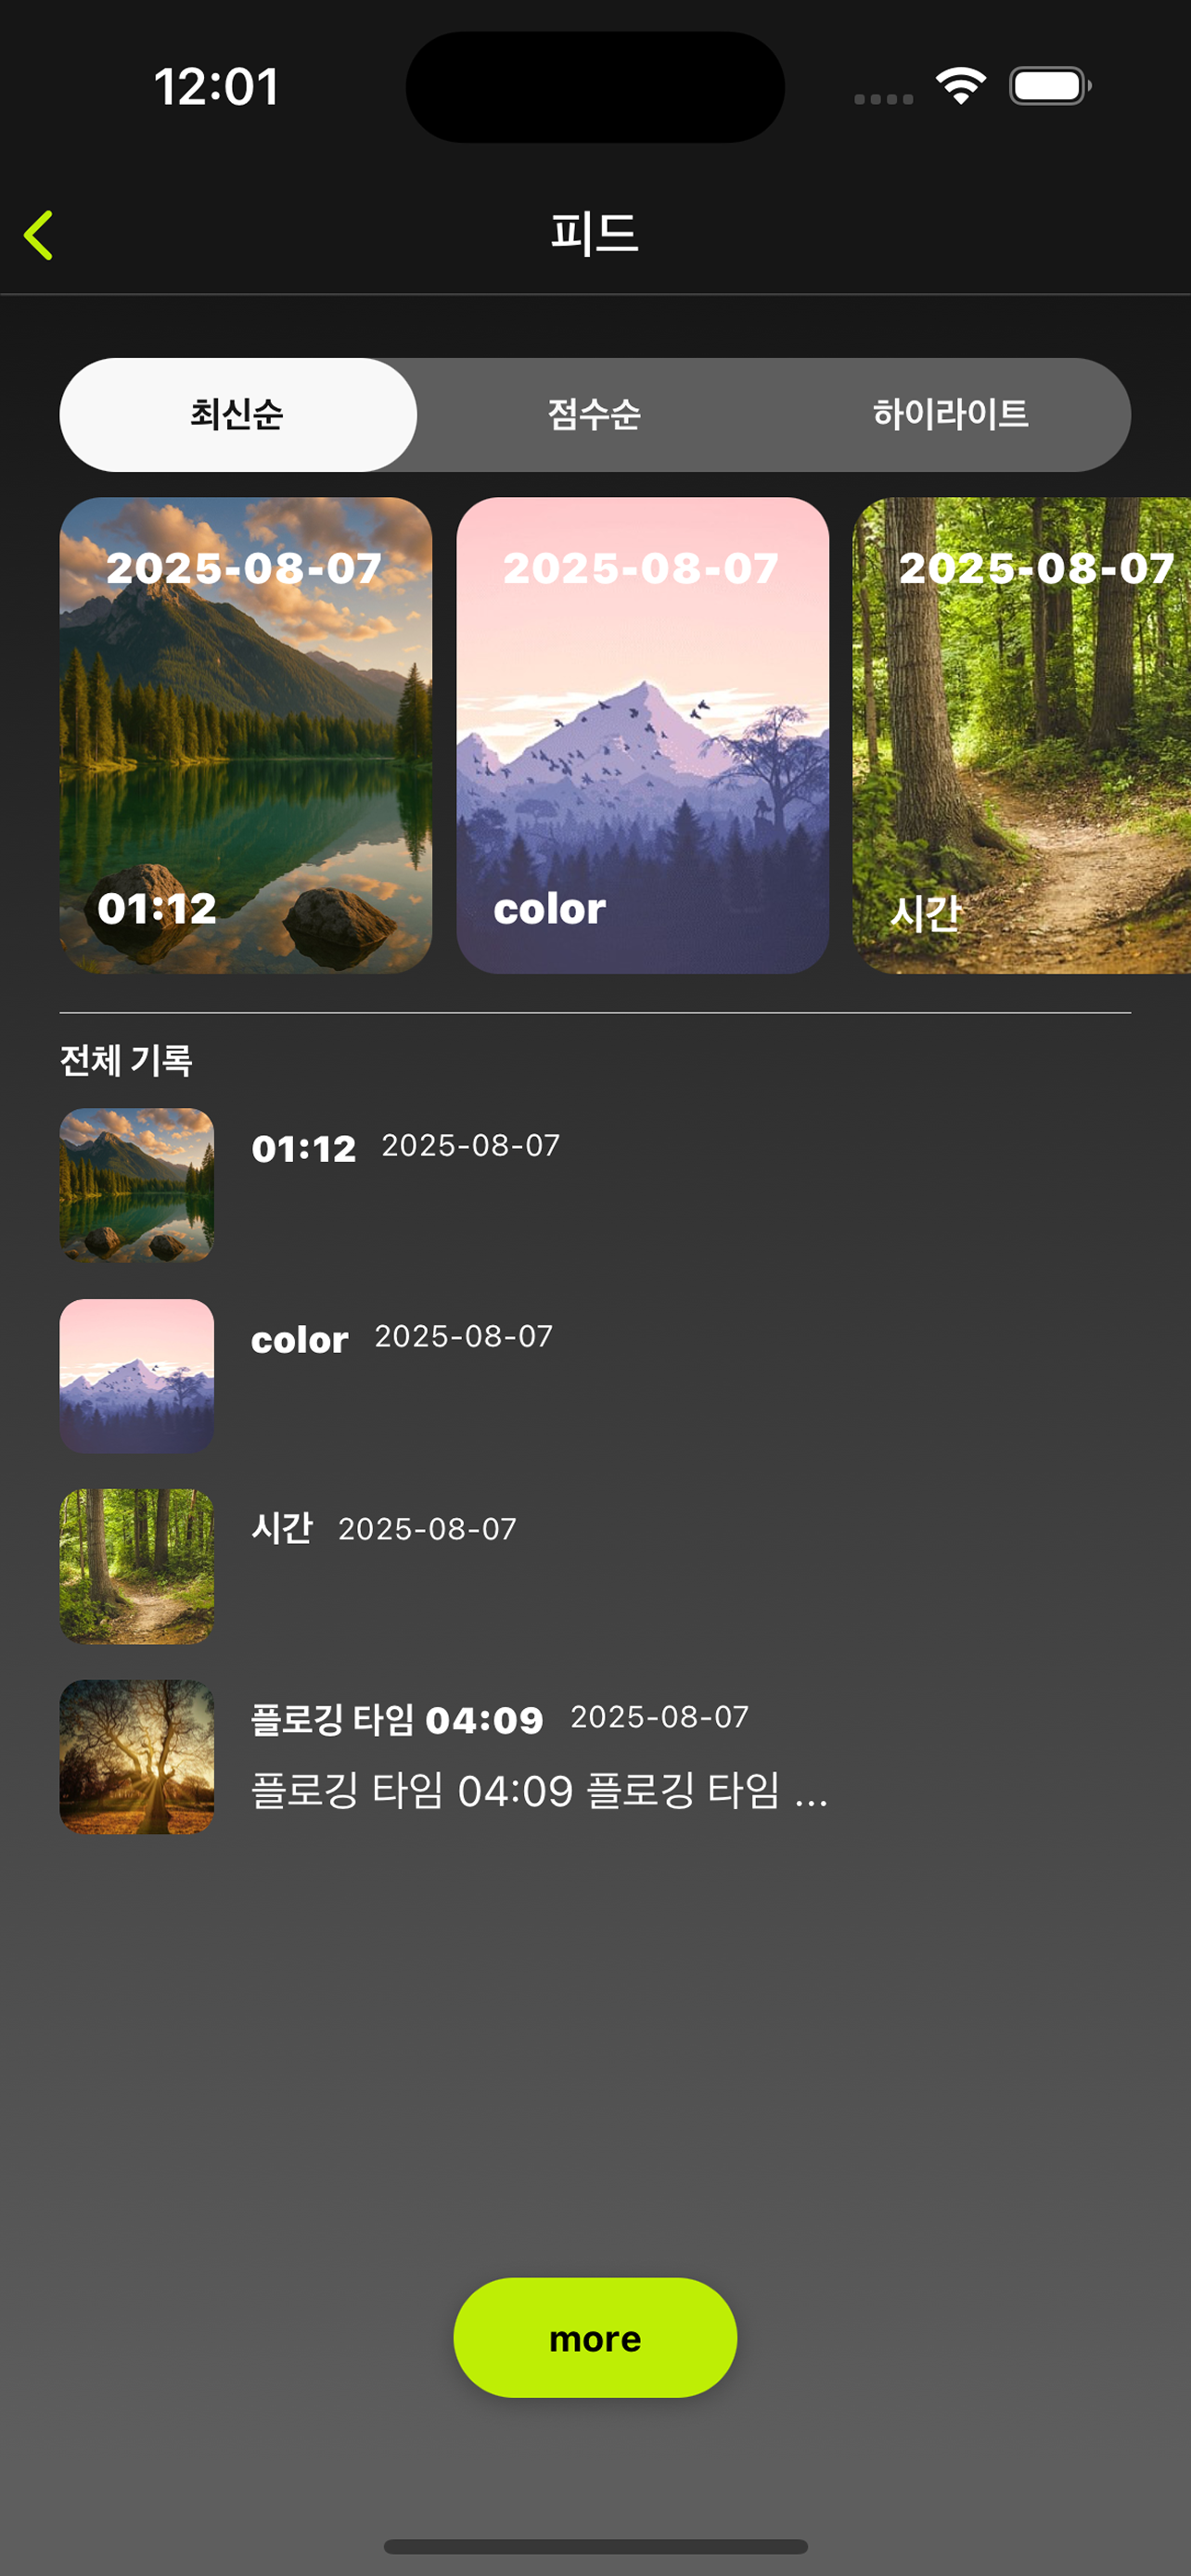 12:01
피드
최신순 점수순 하이라이트
2025-08-07 2025-08-07 2025-08-07
01:12 color 시간
전체 기록
01:12 2025-08-07
color 2025-08-07
시간 2025-08-07
플로깅 타임 04:09 2025-08-07
플로깅 타임 04:09 플로깅 타임 ...
more